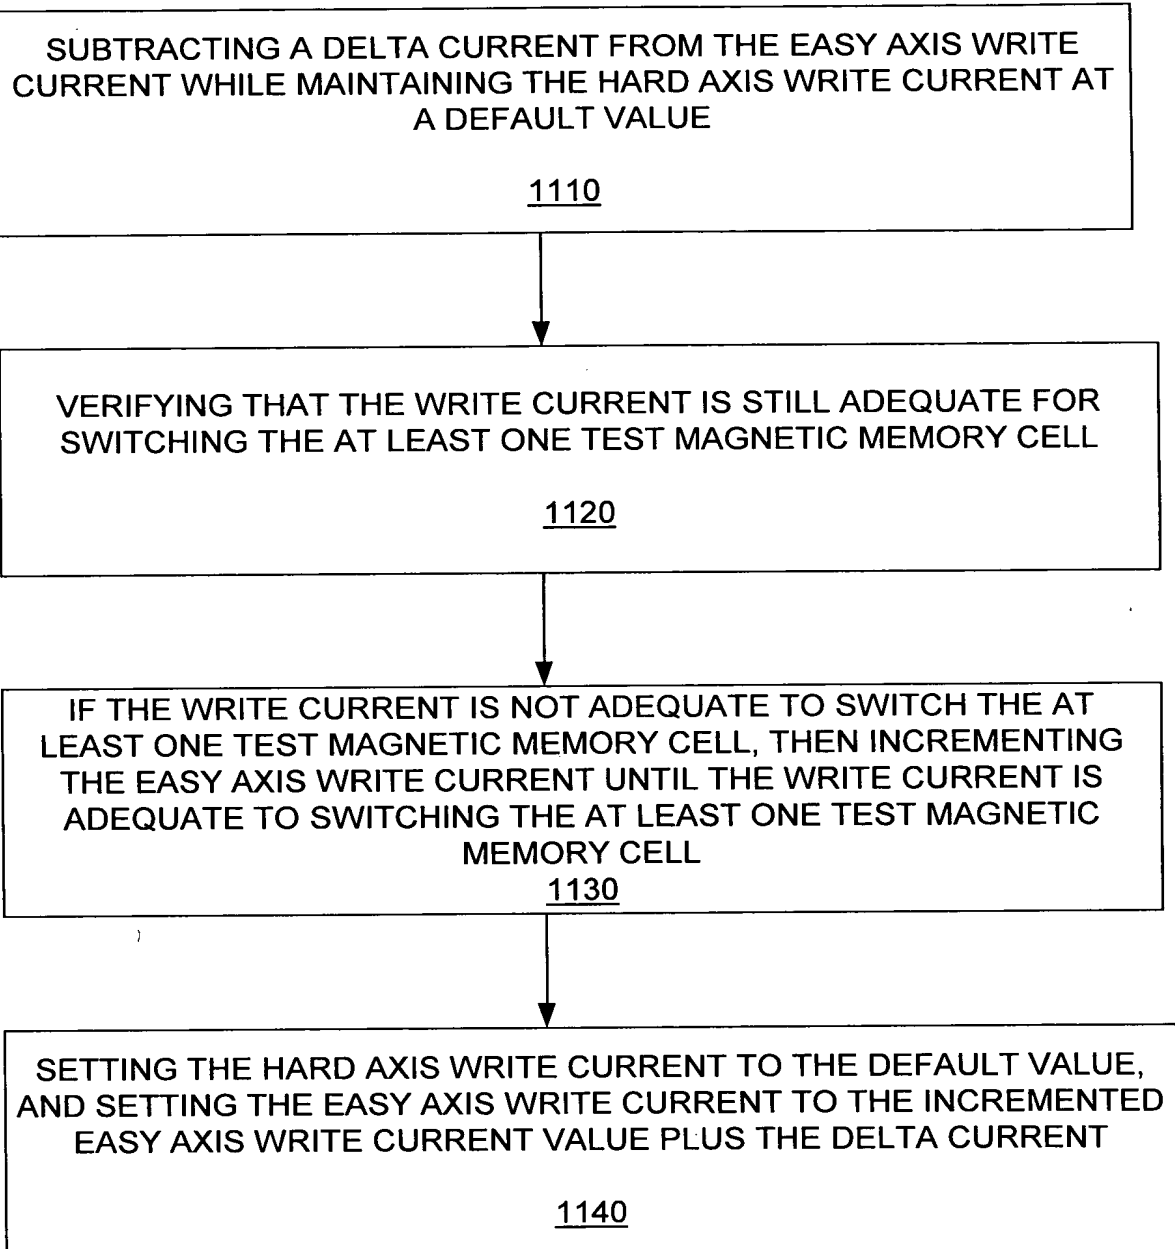 SUBTRACTING A DELTA CURRENT FROM THE EASY AXIS WRITE
CURRENT WHILE MAINTAINING THE HARD AXIS WRITE CURRENT AT
A DEFAULT VALUE
1110
VERIFYING THAT THE WRITE CURRENT IS STILL ADEQUATE FOR
SWITCHING THE AT LEAST ONE TEST MAGNETIC MEMORY CELL
1120
IF THE WRITE CURRENT IS NOT ADEQUATE TO SWITCH THE AT
LEAST ONE TEST MAGNETIC MEMORY CELL, THEN INCREMENTING
THE EASY AXIS WRITE CURRENT UNTIL THE WRITE CURRENT IS
ADEQUATE TO SWITCHING THE AT LEAST ONE TEST MAGNETIC
MEMORY CELL
1130
SETTING THE HARD AXIS WRITE CURRENT TO THE DEFAULT VALUE,
AND SETTING THE EASY AXIS WRITE CURRENT TO THE INCREMENTED
EASY AXIS WRITE CURRENT VALUE PLUS THE DELTA CURRENT
1140